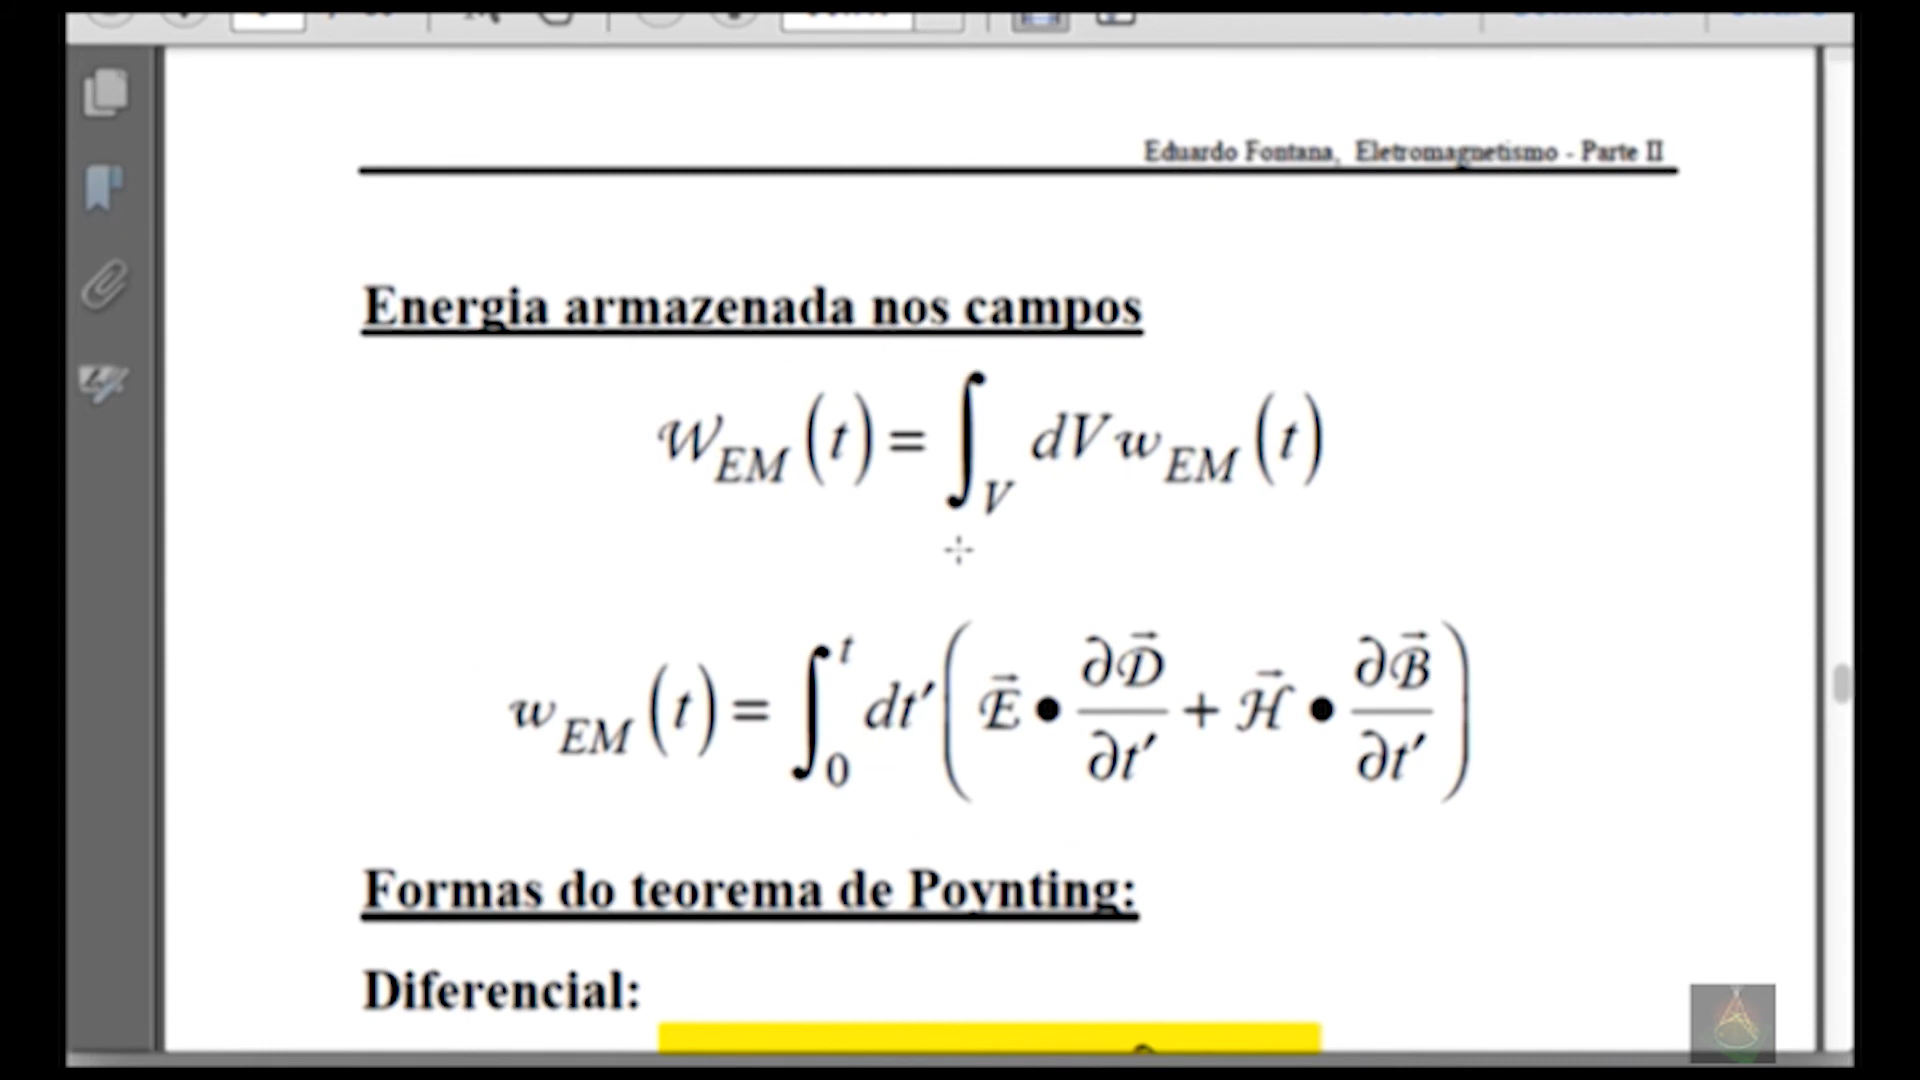 Eduardo Fontana, Eletromagnetismo - Parte II
Energia armazenada nos campos
𝒲_EM (t) = ∫_V dV 𝓌_EM (t)
𝓌_EM (t) = ∫_0^t dt′ ( ℰ⃗ • ∂𝒟⃗/∂t′ + ℋ⃗ • ∂ℬ⃗/∂t′ )
Formas do teorema de Poynting:
Diferencial: